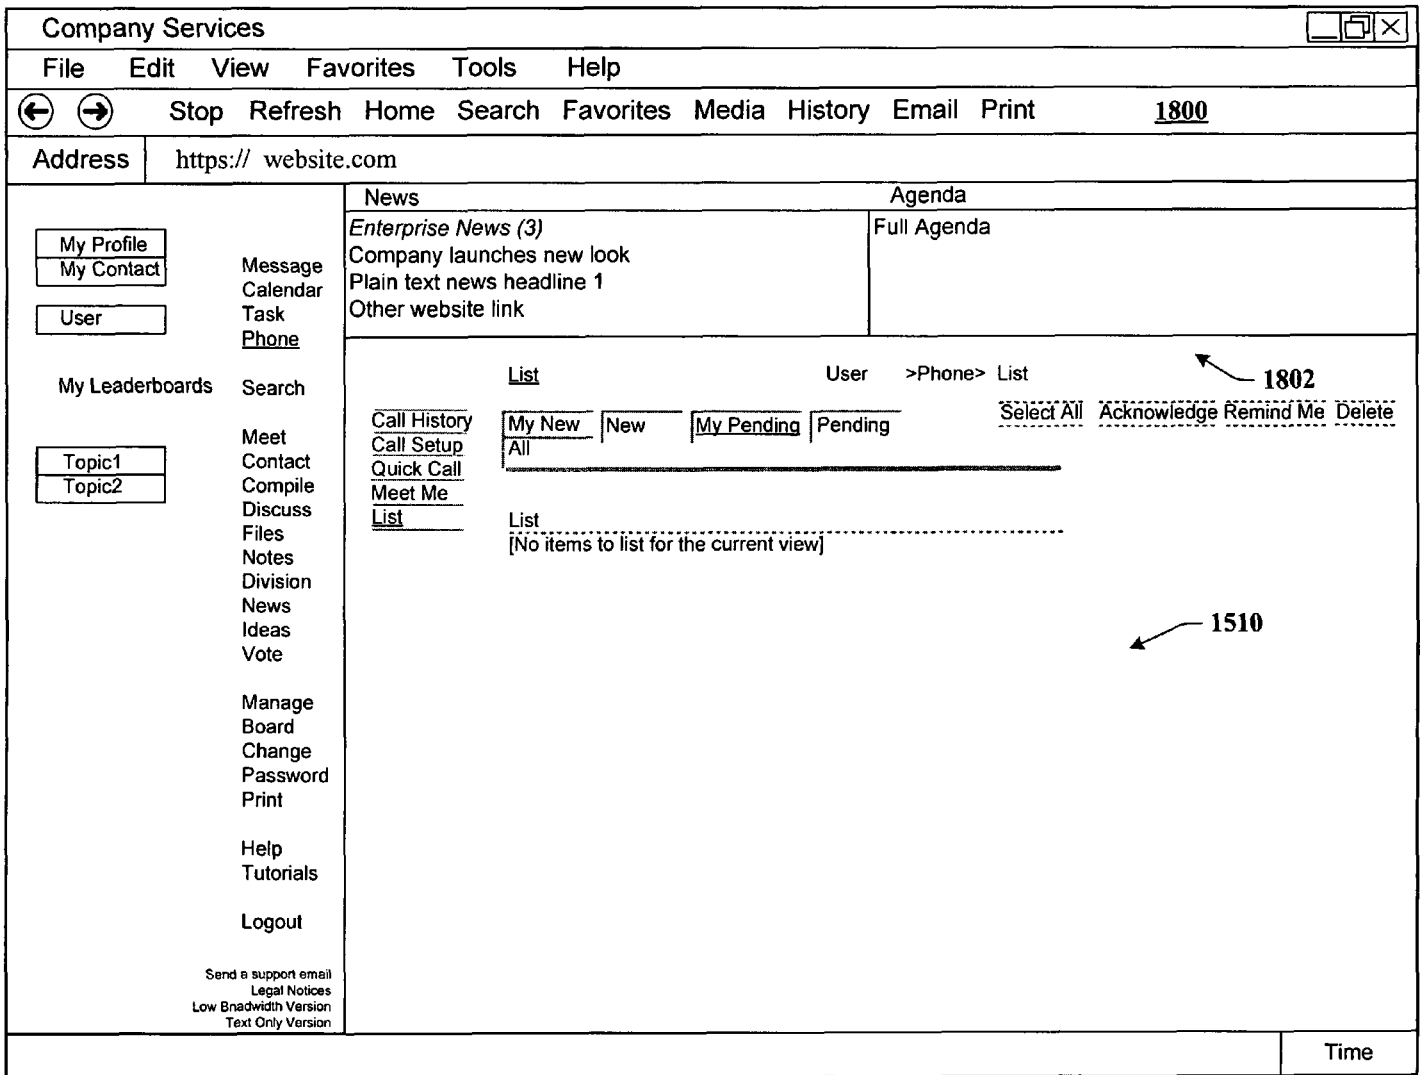 Company Services
File Edit View Favorites Tools Help
Stop Refresh Home Search Favorites Media History Email Print 1800
Address https:// website.com
My Profile
My Contact
User
My Leaderboards
Topic1
Topic2
Message
Calendar
Task
Phone
Search
Meet
Contact
Compile
Discuss
Files
Notes
Division
News
Ideas
Vote
Manage
Board
Change
Password
Print
Help
Tutorials
Logout
Send a support email
Legal Notices
Low Bnadwidth Version
Text Only Version
News Agenda
Enterprise News (3)
Company launches new look
Plain text news headline 1
Other website link
Full Agenda
List User >Phone> List
1802
Call History
Call Setup
Quick Call
Meet Me
List
My New New My Pending Pending
All
Select All Acknowledge Remind Me Delete
List
[No items to list for the current view]
1510
Time